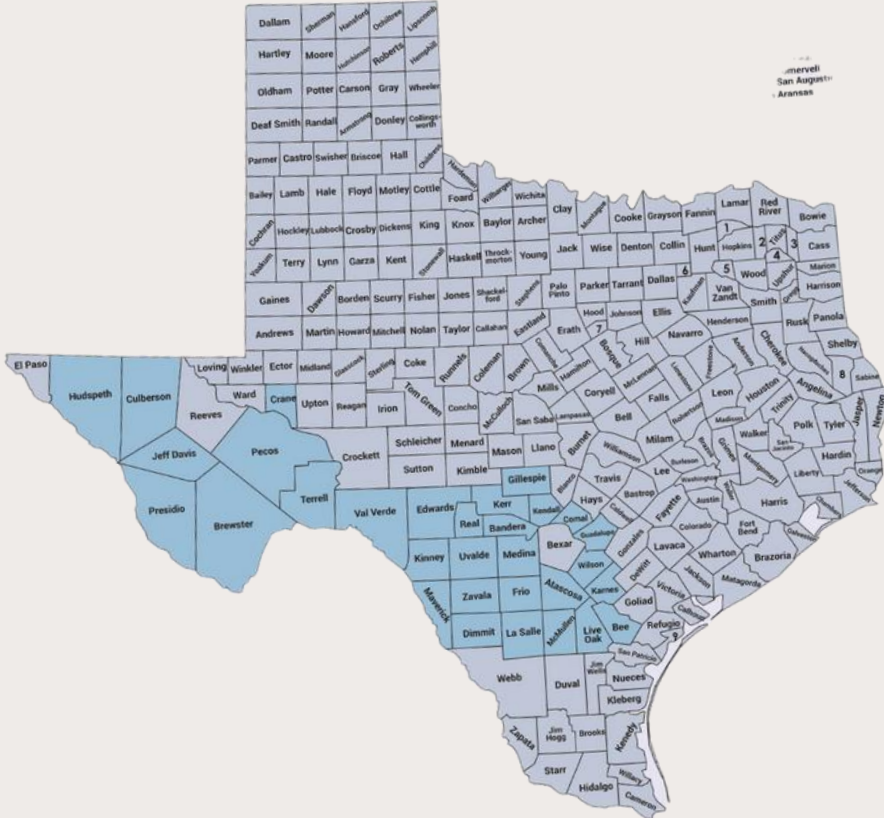 Dallam Sherman Hansford Ochiltree Lipscomb
Hartley Moore Hutchinson Roberts Hemphill
Oldham Potter Carson Gray Wheeler
Deaf Smith Randall Armstrong Donley Collings-
worth
Parmer Castro Swisher Briscoe Hall Childress
Bailey Lamb Hale Floyd Motley Cottle Hardeman Foard Wilbarger Wichita Clay Montague Cooke Grayson Fannin Lamar Red
River Bowie
Cochran Hockley Lubbock Crosby Dickens King Knox Baylor Archer Jack Wise Denton Collin Hunt 1 Hopkins 2 Titus 3 Cass
Yoakum Terry Lynn Garza Kent Stonewall Haskell Throck-
morton Young 4 Marion
Gaines Dawson Borden Scurry Fisher Jones Shackel-
ford Stephens Palo
Pinto Parker Tarrant Dallas 6 Kaufman 5 Van
Zandt Wood Upshur Gregg Harrison
Smith
Andrews Martin Howard Mitchell Nolan Taylor Callahan Eastland Erath Hood 7 Johnson Ellis Henderson Rusk Panola
El Paso Hudspeth Culberson Reeves Loving Winkler Ector Midland Glasscock Sterling Coke Runnels Coleman Brown Comanche Hamilton Bosque Hill Navarro Anderson Cherokee Nacogdoches Shelby
Ward Crane Upton Reagan Irion Tom Green Concho McCulloch Mills Coryell McLennan Limestone Freestone Leon Houston Angelina 8 Sabine
San Saba Lampasas Bell Falls Robertson Madison Trinity Polk Tyler Jasper Newton
Jeff Davis Pecos Crockett Schleicher Menard Mason Llano Burnet Williamson Milam Brazos Grimes Walker San
Jacinto Hardin
Sutton Kimble Gillespie Blanco Travis Lee Burleson Washington Montgomery Liberty Orange
Presidio Brewster Terrell Val Verde Edwards Kerr Kendall Hays Bastrop Fayette Austin Waller Harris Chambers Jefferson
Real Bandera Comal Caldwell Guadalupe Gonzales Colorado Fort
Bend Galveston
Kinney Uvalde Medina Bexar Wilson Lavaca Wharton Brazoria
Maverick Zavala Frio Atascosa Karnes DeWitt Jackson Matagorda
Goliad Victoria Calhoun
Dimmit La Salle McMullen Live
Oak Bee Refugio 9
San Patricio
Webb Duval Jim
Wells Nueces
Kleberg
Zapata Jim
Hogg Brooks Kenedy
Starr Hidalgo Willacy
Cameron
San August
Aransas